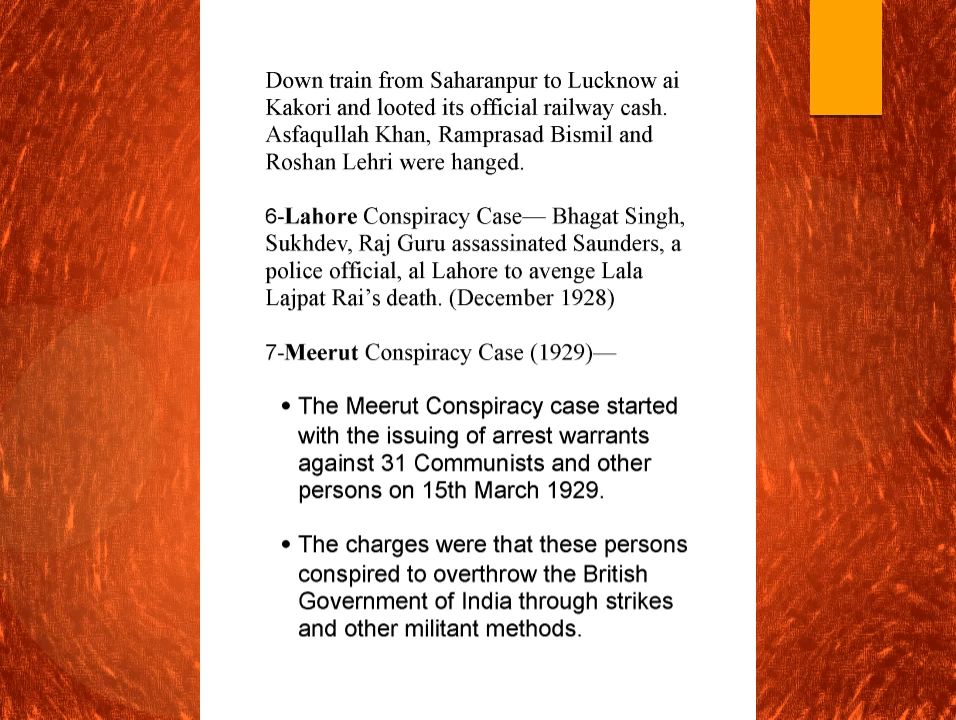 Down train from Saharanpur to Lucknow ai
Kakori and looted its official railway cash.
Asfaqullah Khan, Ramprasad Bismil and
Roshan Lehri were hanged.
6-Lahore Conspiracy Case— Bhagat Singh,
Sukhdev, Raj Guru assassinated Saunders, a
police official, al Lahore to avenge Lala
Lajpat Rai’s death. (December 1928)
7-Meerut Conspiracy Case (1929)—
• The Meerut Conspiracy case started
with the issuing of arrest warrants
against 31 Communists and other
persons on 15th March 1929.
• The charges were that these persons
conspired to overthrow the British
Government of India through strikes
and other militant methods.